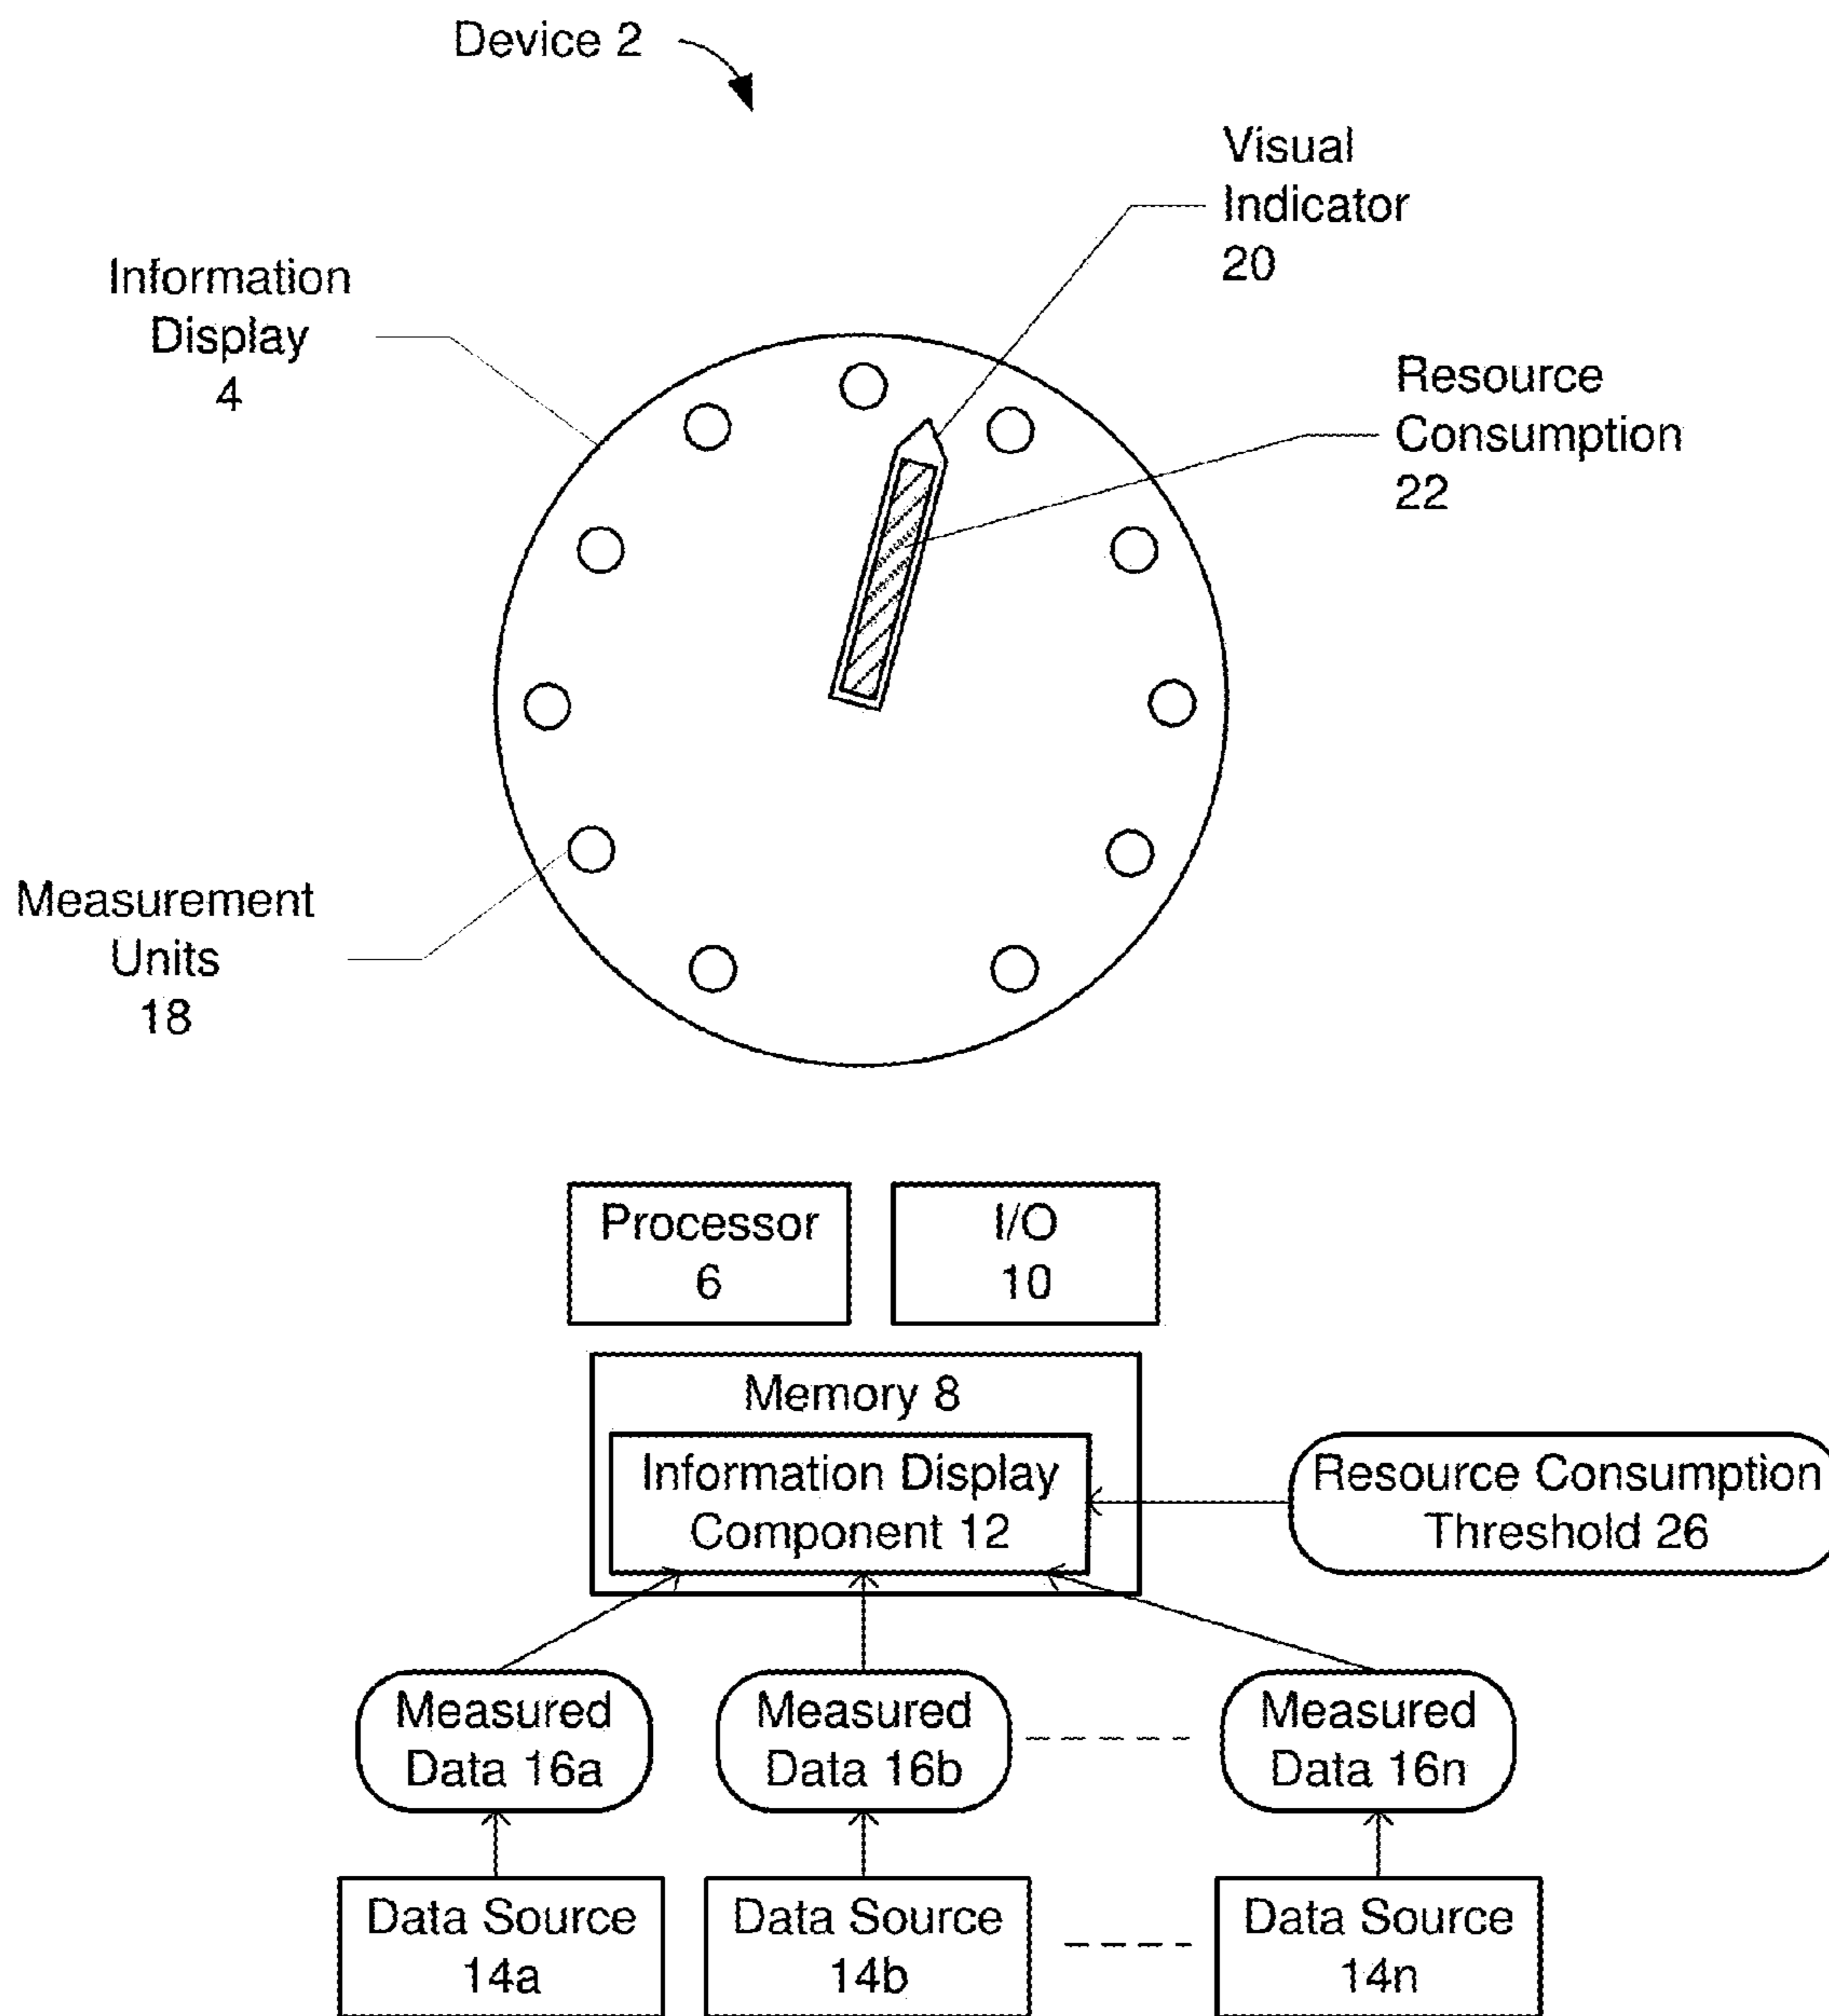 Device 2
Visual
Indicator
20
Information
Display
4
Resource
Consumption
22
Measurement
Units
18
Processor
6
I/O
10
Memory 8
Information Display
Component 12
Resource Consumption
Threshold 26
Measured
Data 16a
Measured
Data 16b
Measured
Data 16n
Data Source
14a
Data Source
14b
Data Source
14n